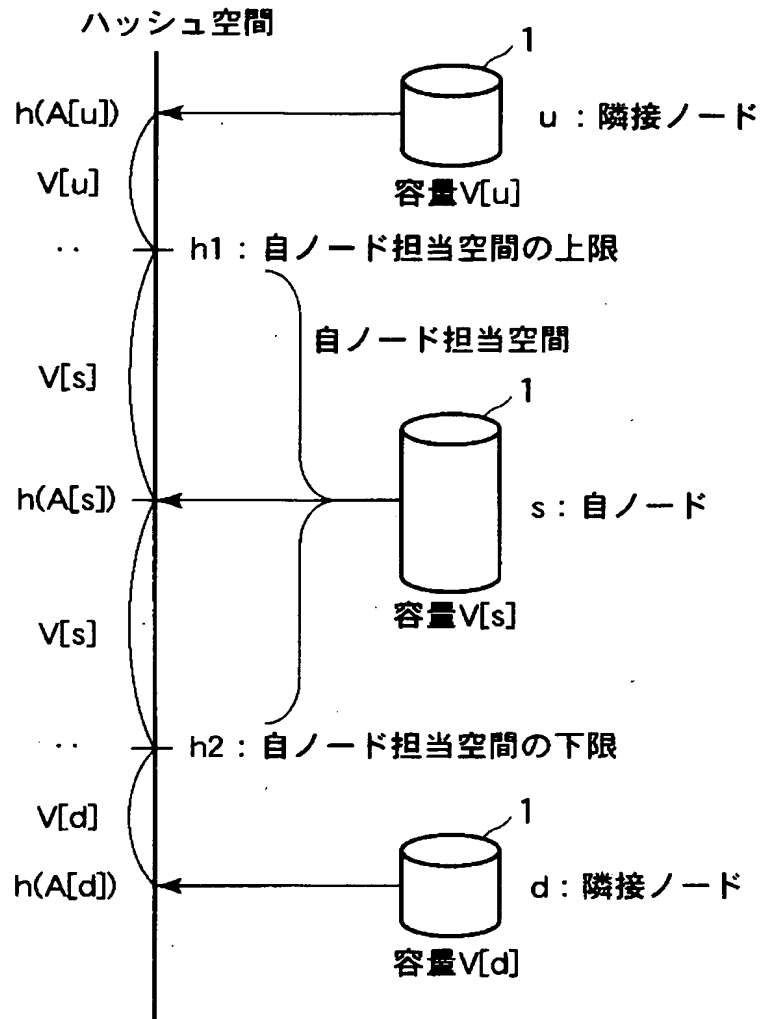 ハッシュ空間
1
h(A[u])
u：隣接ノード
V[u]
容量V[u]
‥
h1：自ノード担当空間の上限
自ノード担当空間
V[s]
1
h(A[s])
s：自ノード
V[s]
容量V[s]
‥
h2：自ノード担当空間の下限
V[d]
1
h(A[d])
d：隣接ノード
容量V[d]